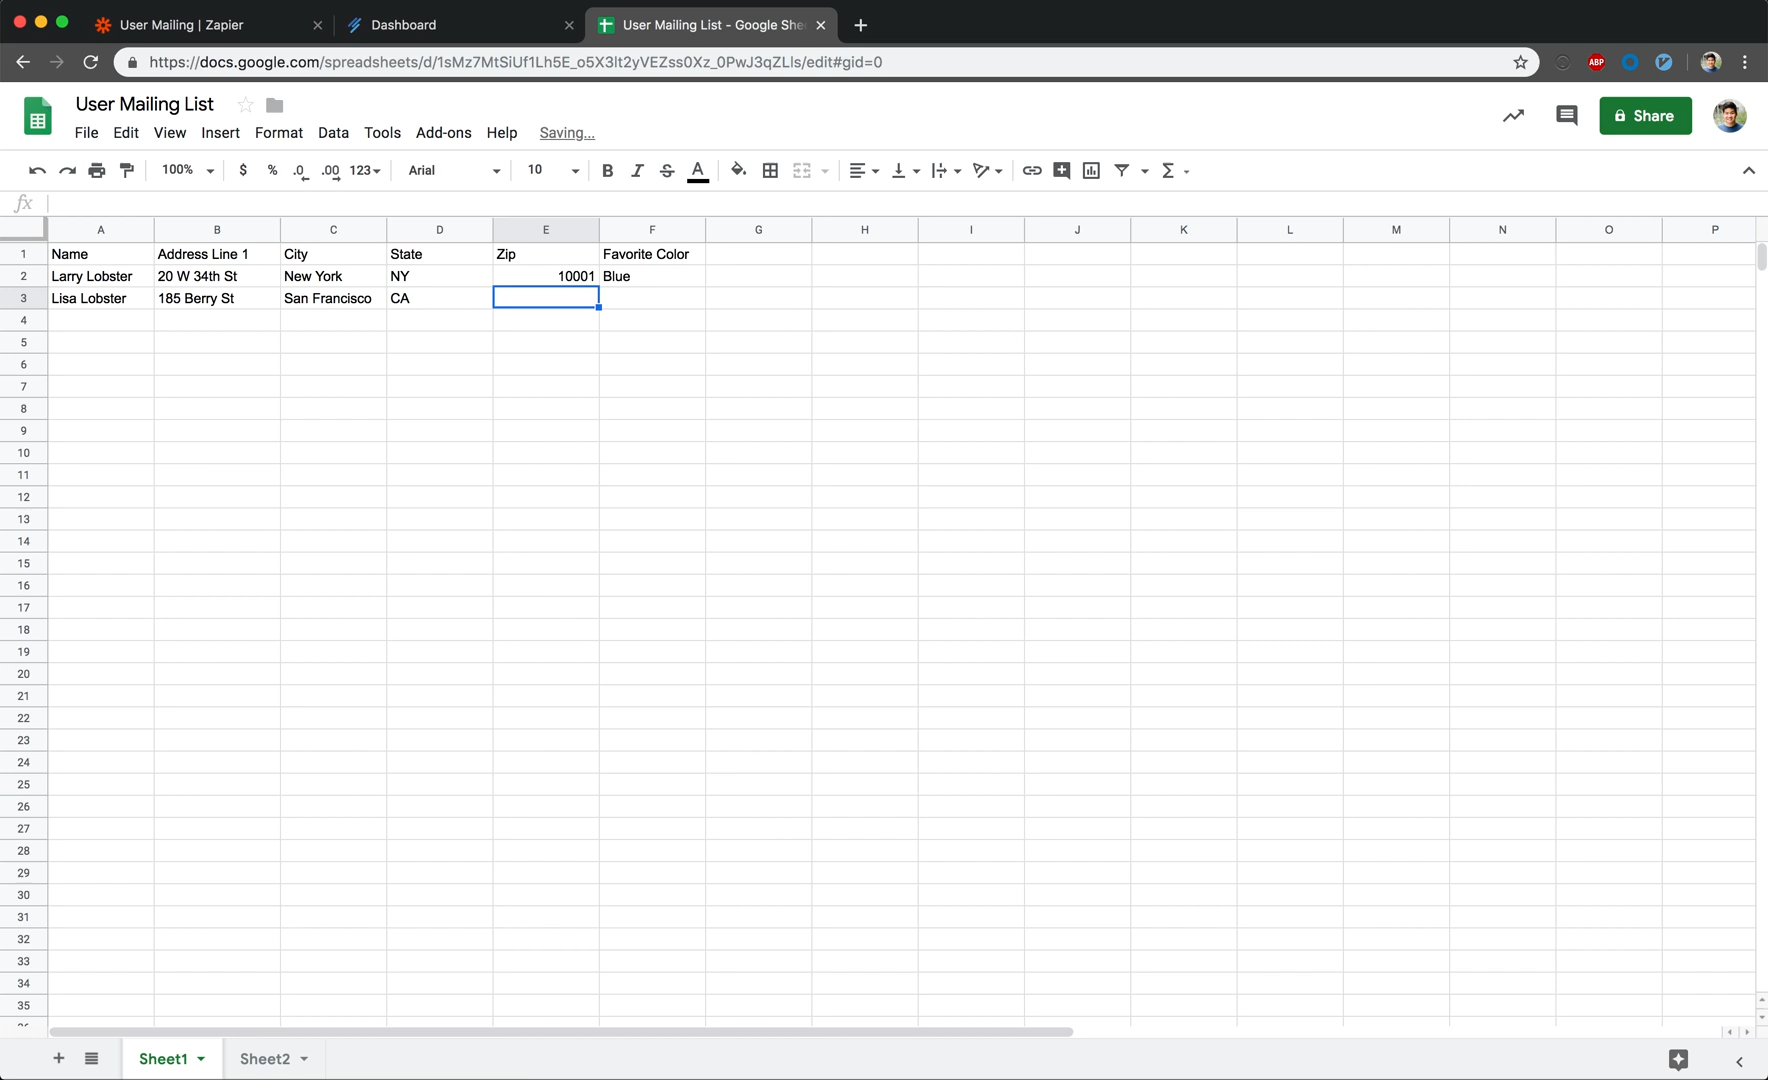 User Mailing | Zapier
Dashboard
User Mailing List - Google She
https://docs.google.com/spreadsheets/d/1sMz7MtSiUf1Lh5E_o5X3lt2yVEZss0Xz_0PwJ3qZLls/edit#gid=0
ABP
User Mailing List
File Edit View Insert Format Data Tools Add-ons Help Saving...
Share
100% $ % .0 .00 123 Arial 10 B I S A
fx
A B C D E F G H I J K L M N O P
1 Name Address Line 1 City State Zip Favorite Color
2 Larry Lobster 20 W 34th St New York NY 10001 Blue
3 Lisa Lobster 185 Berry St San Francisco CA
4
5
6
7
8
9
10
11
12
13
14
15
16
17
18
19
20
21
22
23
24
25
26
27
28
29
30
31
32
33
34
35
Sheet1 Sheet2